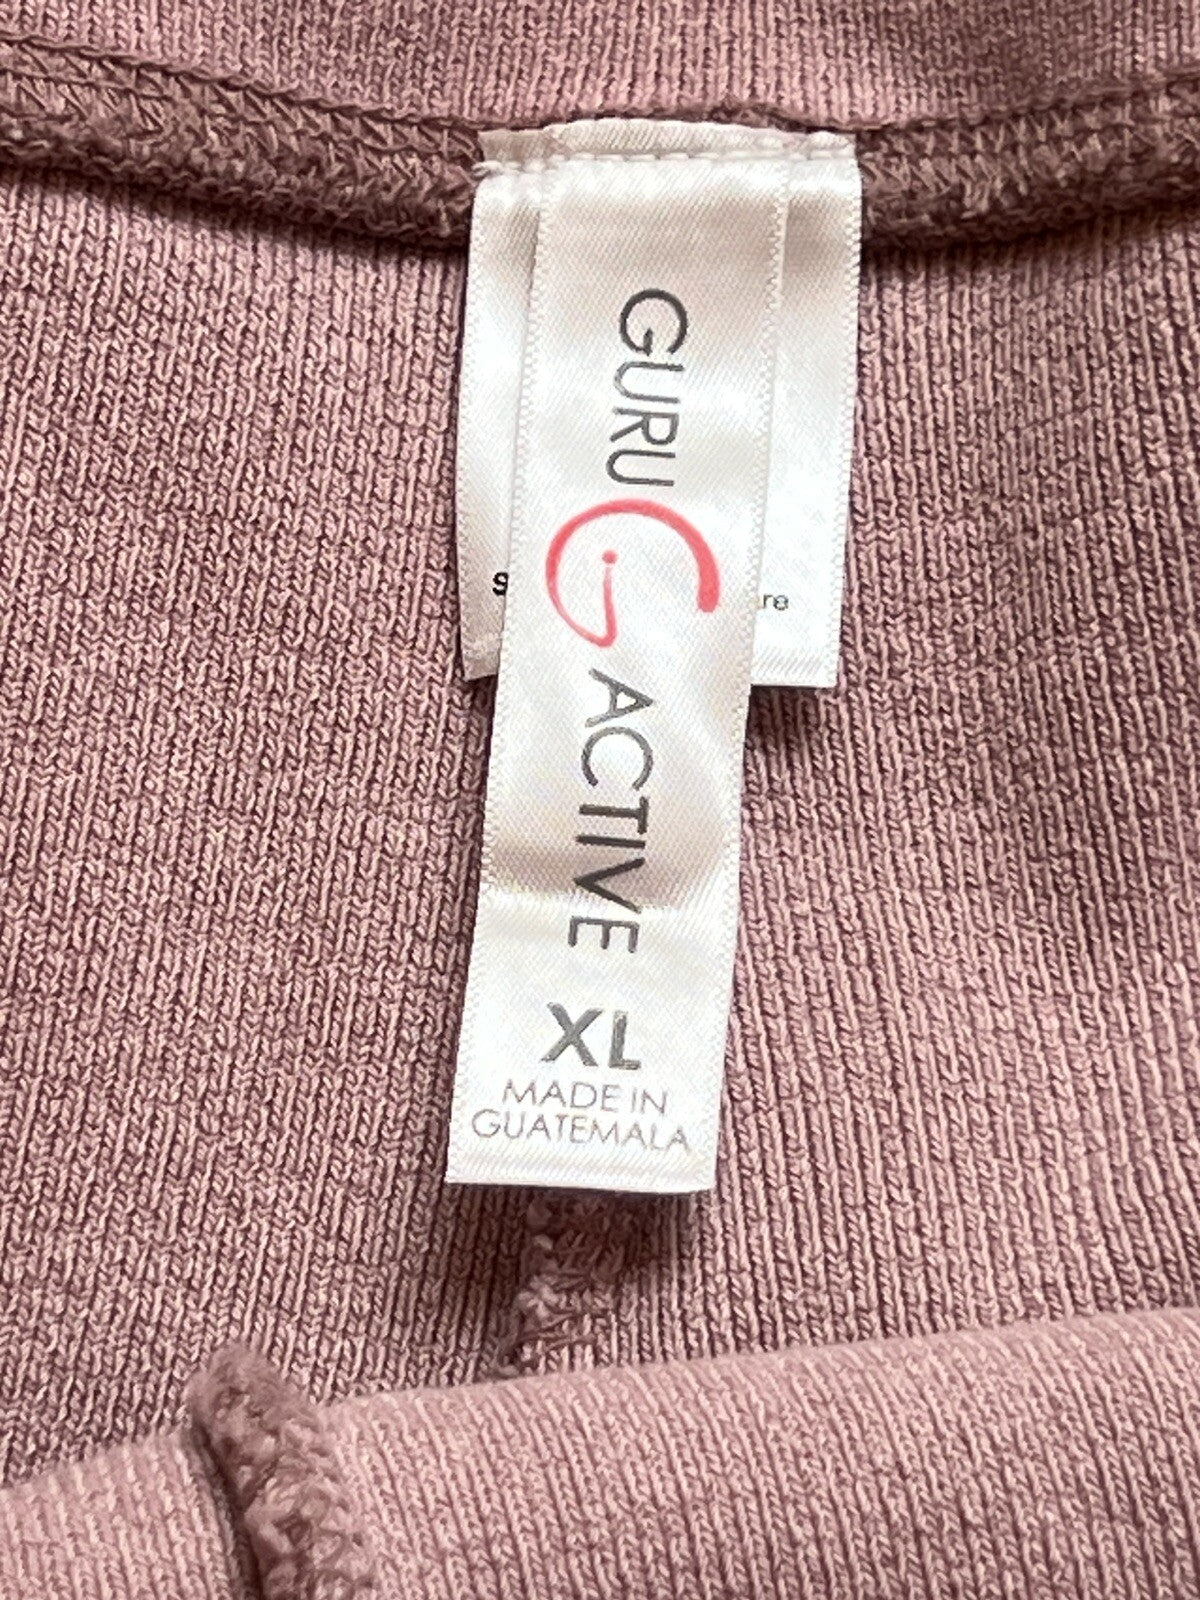 GURU
ACTIVE
XL
MADE IN
GUATEMALA